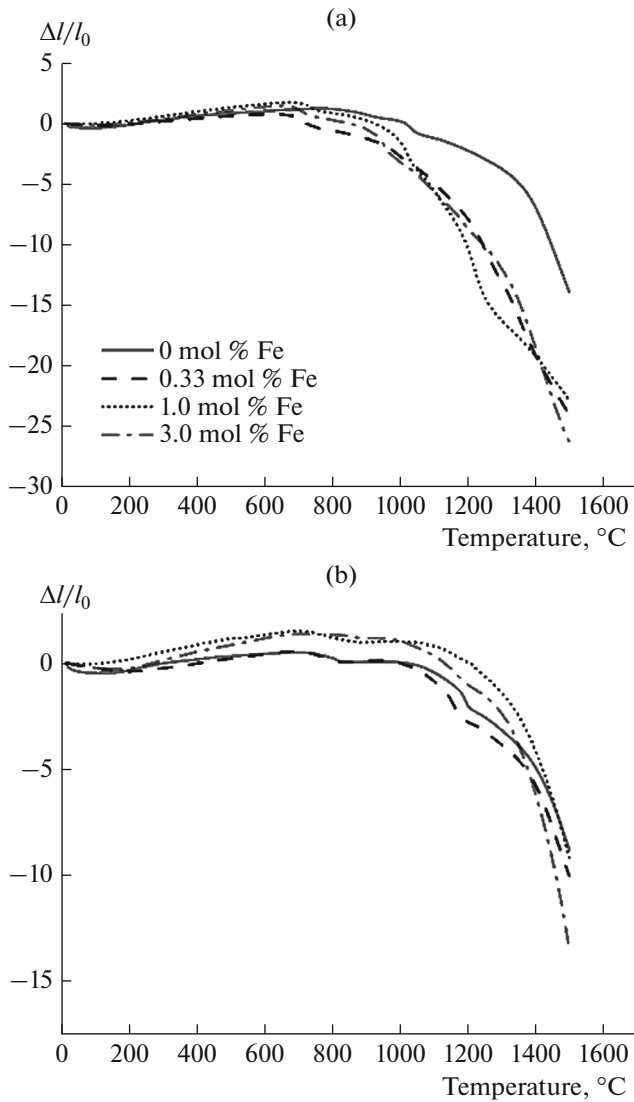 (a)
Δl/l0
5
0
−5
−10
−15
−20
−25
−30
0 mol % Fe
0.33 mol % Fe
1.0 mol % Fe
3.0 mol % Fe
0 200 400 600 800 1000 1200 1400 1600
Temperature, °C
(b)
Δl/l0
0
−5
−10
−15
0 200 400 600 800 1000 1200 1400 1600
Temperature, °C